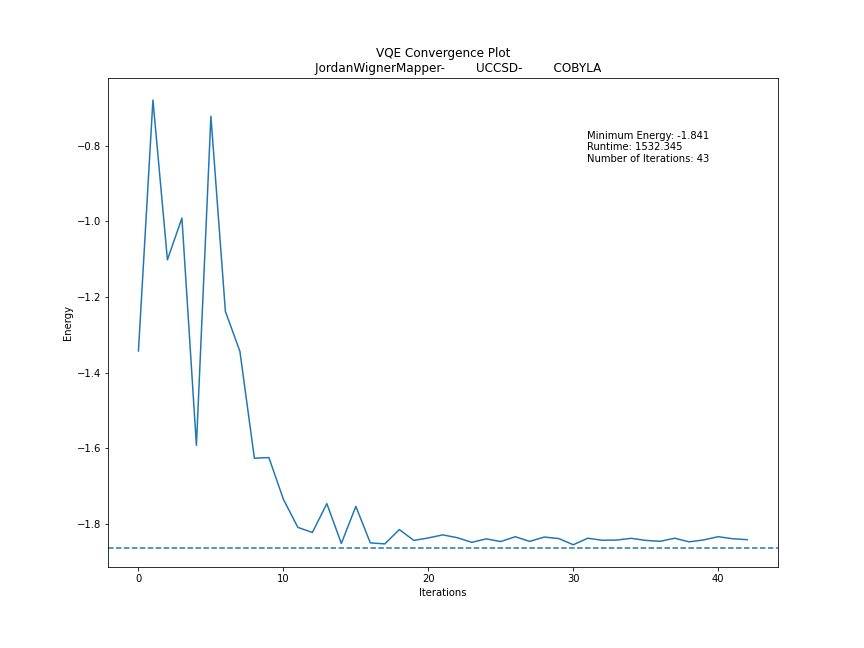 VQE Convergence Plot
JordanWignerMapper- UCCSD- COBYLA
Minimum Energy: -1.841
Runtime: 1532.345
Number of Iterations: 43
Energy
−0.8
−1.0
−1.2
−1.4
−1.6
−1.8
0 10 20 30 40
Iterations